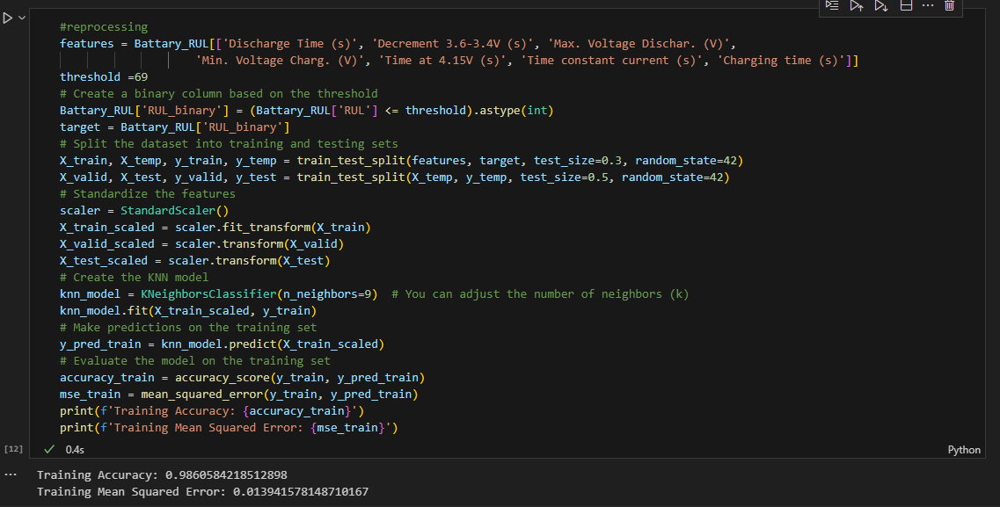 #reprocessing
features = Battary_RUL[['Discharge Time (s)', 'Decrement 3.6-3.4V (s)', 'Max. Voltage Dischar. (V)',
'Min. Voltage Charg. (V)', 'Time at 4.15V (s)', 'Time constant current (s)', 'Charging time (s)']]
threshold =69
# Create a binary column based on the threshold
Battary_RUL['RUL_binary'] = (Battary_RUL['RUL'] <= threshold).astype(int)
target = Battary_RUL['RUL_binary']
# Split the dataset into training and testing sets
X_train, X_temp, y_train, y_temp = train_test_split(features, target, test_size=0.3, random_state=42)
X_valid, X_test, y_valid, y_test = train_test_split(X_temp, y_temp, test_size=0.5, random_state=42)
# Standardize the features
scaler = StandardScaler()
X_train_scaled = scaler.fit_transform(X_train)
X_valid_scaled = scaler.transform(X_valid)
X_test_scaled = scaler.transform(X_test)
# Create the KNN model
knn_model = KNeighborsClassifier(n_neighbors=9)  # You can adjust the number of neighbors (k)
knn_model.fit(X_train_scaled, y_train)
# Make predictions on the training set
y_pred_train = knn_model.predict(X_train_scaled)
# Evaluate the model on the training set
accuracy_train = accuracy_score(y_train, y_pred_train)
mse_train = mean_squared_error(y_train, y_pred_train)
print(f'Training Accuracy: {accuracy_train}')
print(f'Training Mean Squared Error: {mse_train}')
[12] 0.4s Python
Training Accuracy: 0.9860584218512898
Training Mean Squared Error: 0.013941578148710167